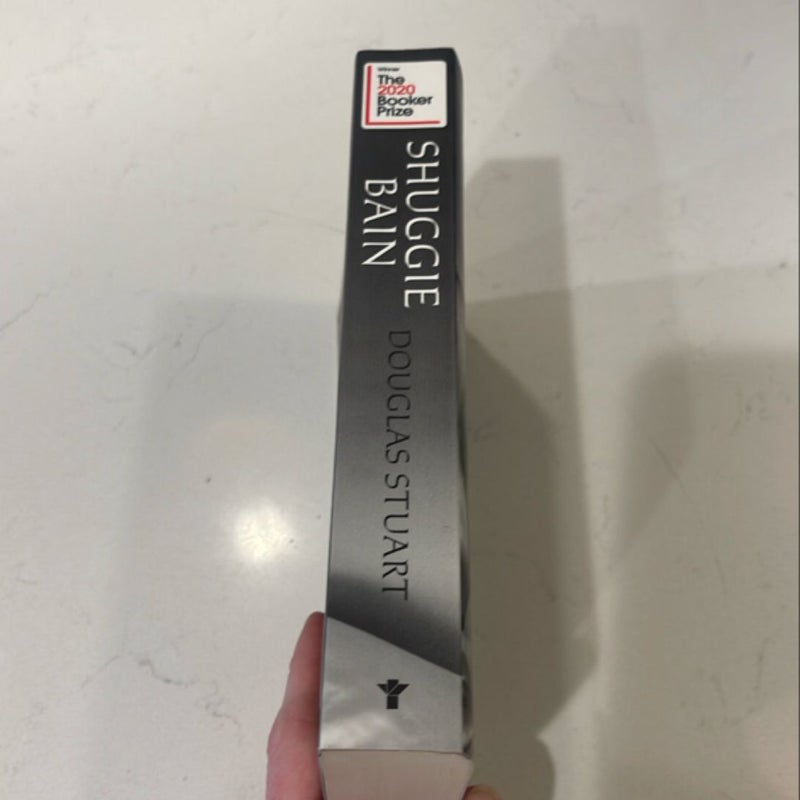 Winner
The
2020
Booker
Prize
SHUGGIE
BAIN
DOUGLAS STUART